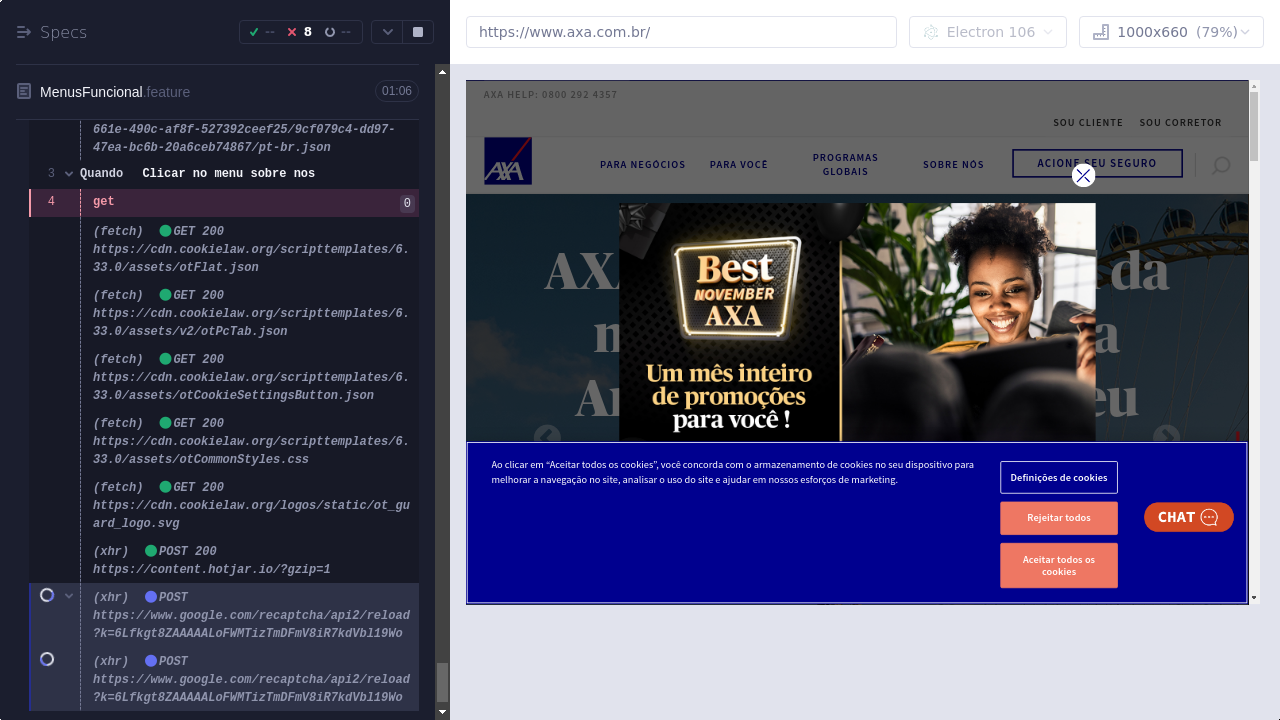 Specs
--
8
--
https://www.axa.com.br/
Electron 106
1000x660 (79%)
MenusFuncional.feature
01:06
661e-490c-af8f-527392ceef25/9cf079c4-dd97-
47ea-bc6b-20a6ceb74867/pt-br.json
3 Quando Clicar no menu sobre nos
4 get 0
(fetch) GET 200
https://cdn.cookielaw.org/scripttemplates/6.
33.0/assets/otFlat.json
(fetch) GET 200
https://cdn.cookielaw.org/scripttemplates/6.
33.0/assets/v2/otPcTab.json
(fetch) GET 200
https://cdn.cookielaw.org/scripttemplates/6.
33.0/assets/otCookieSettingsButton.json
(fetch) GET 200
https://cdn.cookielaw.org/scripttemplates/6.
33.0/assets/otCommonStyles.css
(fetch) GET 200
https://cdn.cookielaw.org/logos/static/ot_gu
ard_logo.svg
(xhr) POST 200
https://content.hotjar.io/?gzip=1
(xhr) POST
https://www.google.com/recaptcha/api2/reload
?k=6Lfkgt8ZAAAAALoFWMTizTmDFmV8iR7kdVbl19Wo
(xhr) POST
https://www.google.com/recaptcha/api2/reload
?k=6Lfkgt8ZAAAAALoFWMTizTmDFmV8iR7kdVbl19Wo
AXA HELP: 0800 292 4357
SOU CLIENTE SOU CORRETOR
AXA
PARA NEGÓCIOS PARA VOCÊ PROGRAMAS
GLOBAIS
SOBRE NÓS ACIONE SEU SEGURO
AXA
da
Best
NOVEMBER
AXA
Um mês inteiro
de promoções
para você !
Ao clicar em “Aceitar todos os cookies”, você concorda com o armazenamento de cookies no seu dispositivo para
melhorar a navegação no site, analisar o uso do site e ajudar em nossos esforços de marketing.
Definições de cookies
Rejeitar todos
Aceitar todos os
cookies
CHAT